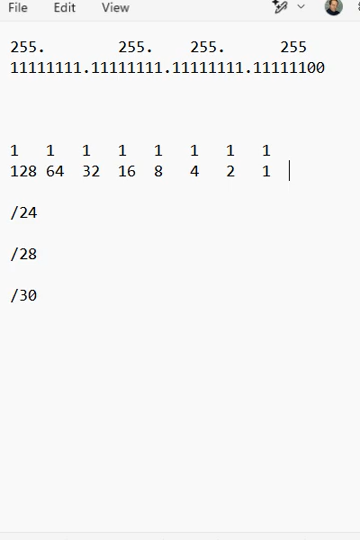 File Edit View
255. 255. 255. 255
11111111.11111111.11111111.11111100
1 1 1 1 1 1 1 1
128 64 32 16 8 4 2 1
/24
/28
/30